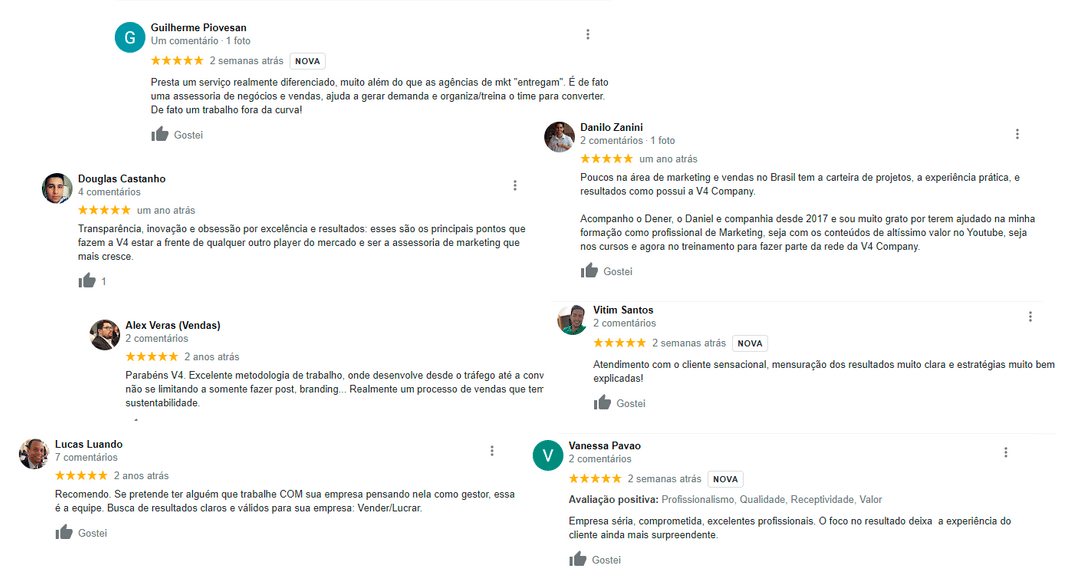 G
Guilherme Piovesan
Um comentário · 1 foto
2 semanas atrás NOVA
Presta um serviço realmente diferenciado, muito além do que as agências de mkt "entregam". É de fato
uma assessoria de negócios e vendas, ajuda a gerar demanda e organiza/treina o time para converter.
De fato um trabalho fora da curva!
Gostei
Danilo Zanini
2 comentários · 1 foto
um ano atrás
Poucos na área de marketing e vendas no Brasil tem a carteira de projetos, a experiência prática, e
resultados como possui a V4 Company.
Acompanho o Dener, o Daniel e companhia desde 2017 e sou muito grato por terem ajudado na minha
formação como profissional de Marketing, seja com os conteúdos de altíssimo valor no Youtube, seja
nos cursos e agora no treinamento para fazer parte da rede da V4 Company.
Gostei
Douglas Castanho
4 comentários
um ano atrás
Transparência, inovação e obsessão por excelência e resultados: esses são os principais pontos que
fazem a V4 estar a frente de qualquer outro player do mercado e ser a assessoria de marketing que
mais cresce.
1
Alex Veras (Vendas)
2 comentários
2 anos atrás
Parabéns V4. Excelente metodologia de trabalho, onde desenvolve desde o tráfego até a conv
não se limitando a somente fazer post, branding... Realmente um processo de vendas que tem
sustentabilidade.
Vitim Santos
2 comentários
2 semanas atrás NOVA
Atendimento com o cliente sensacional, mensuração dos resultados muito clara e estratégias muito bem
explicadas!
Gostei
Lucas Luando
7 comentários
2 anos atrás
Recomendo. Se pretende ter alguém que trabalhe COM sua empresa pensando nela como gestor, essa
é a equipe. Busca de resultados claros e válidos para sua empresa: Vender/Lucrar.
Gostei
V
Vanessa Pavao
2 comentários
2 semanas atrás NOVA
Avaliação positiva: Profissionalismo, Qualidade, Receptividade, Valor
Empresa séria, comprometida, excelentes profissionais. O foco no resultado deixa a experiência do
cliente ainda mais surpreendente.
Gostei